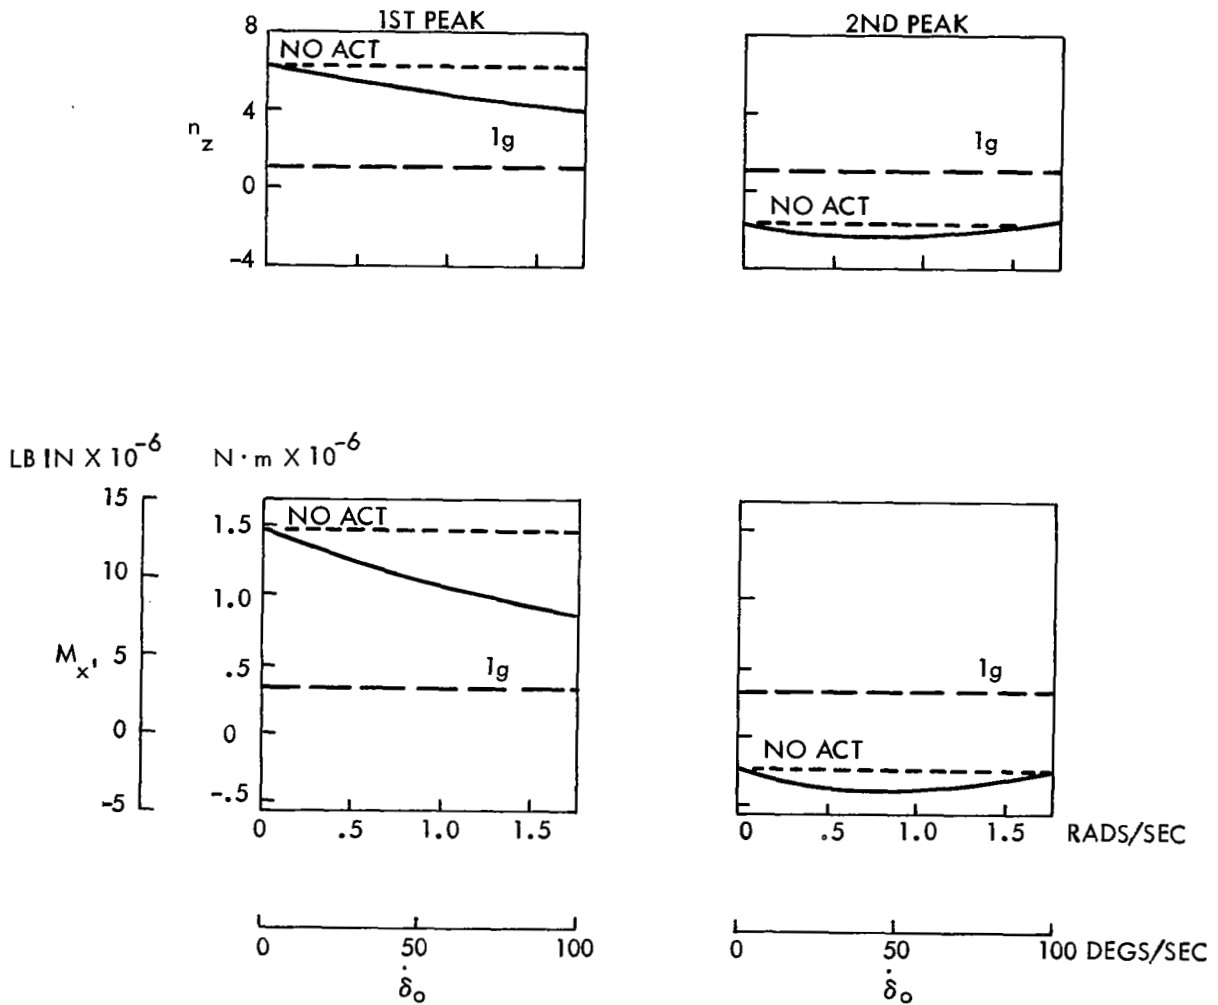 1ST PEAK
2ND PEAK
8
4
0
-4
n_z
NO ACT
1g
1g
NO ACT
LB IN X 10^-6
N·m X 10^-6
15
10
5
0
-5
M_x'
1.5
1.0
.5
0
-.5
NO ACT
1g
1g
NO ACT
0 .5 1.0 1.5
0 .5 1.0 1.5 RADS/SEC
0 50 100
0 50 100 DEGS/SEC
δ̇_o
δ̇_o